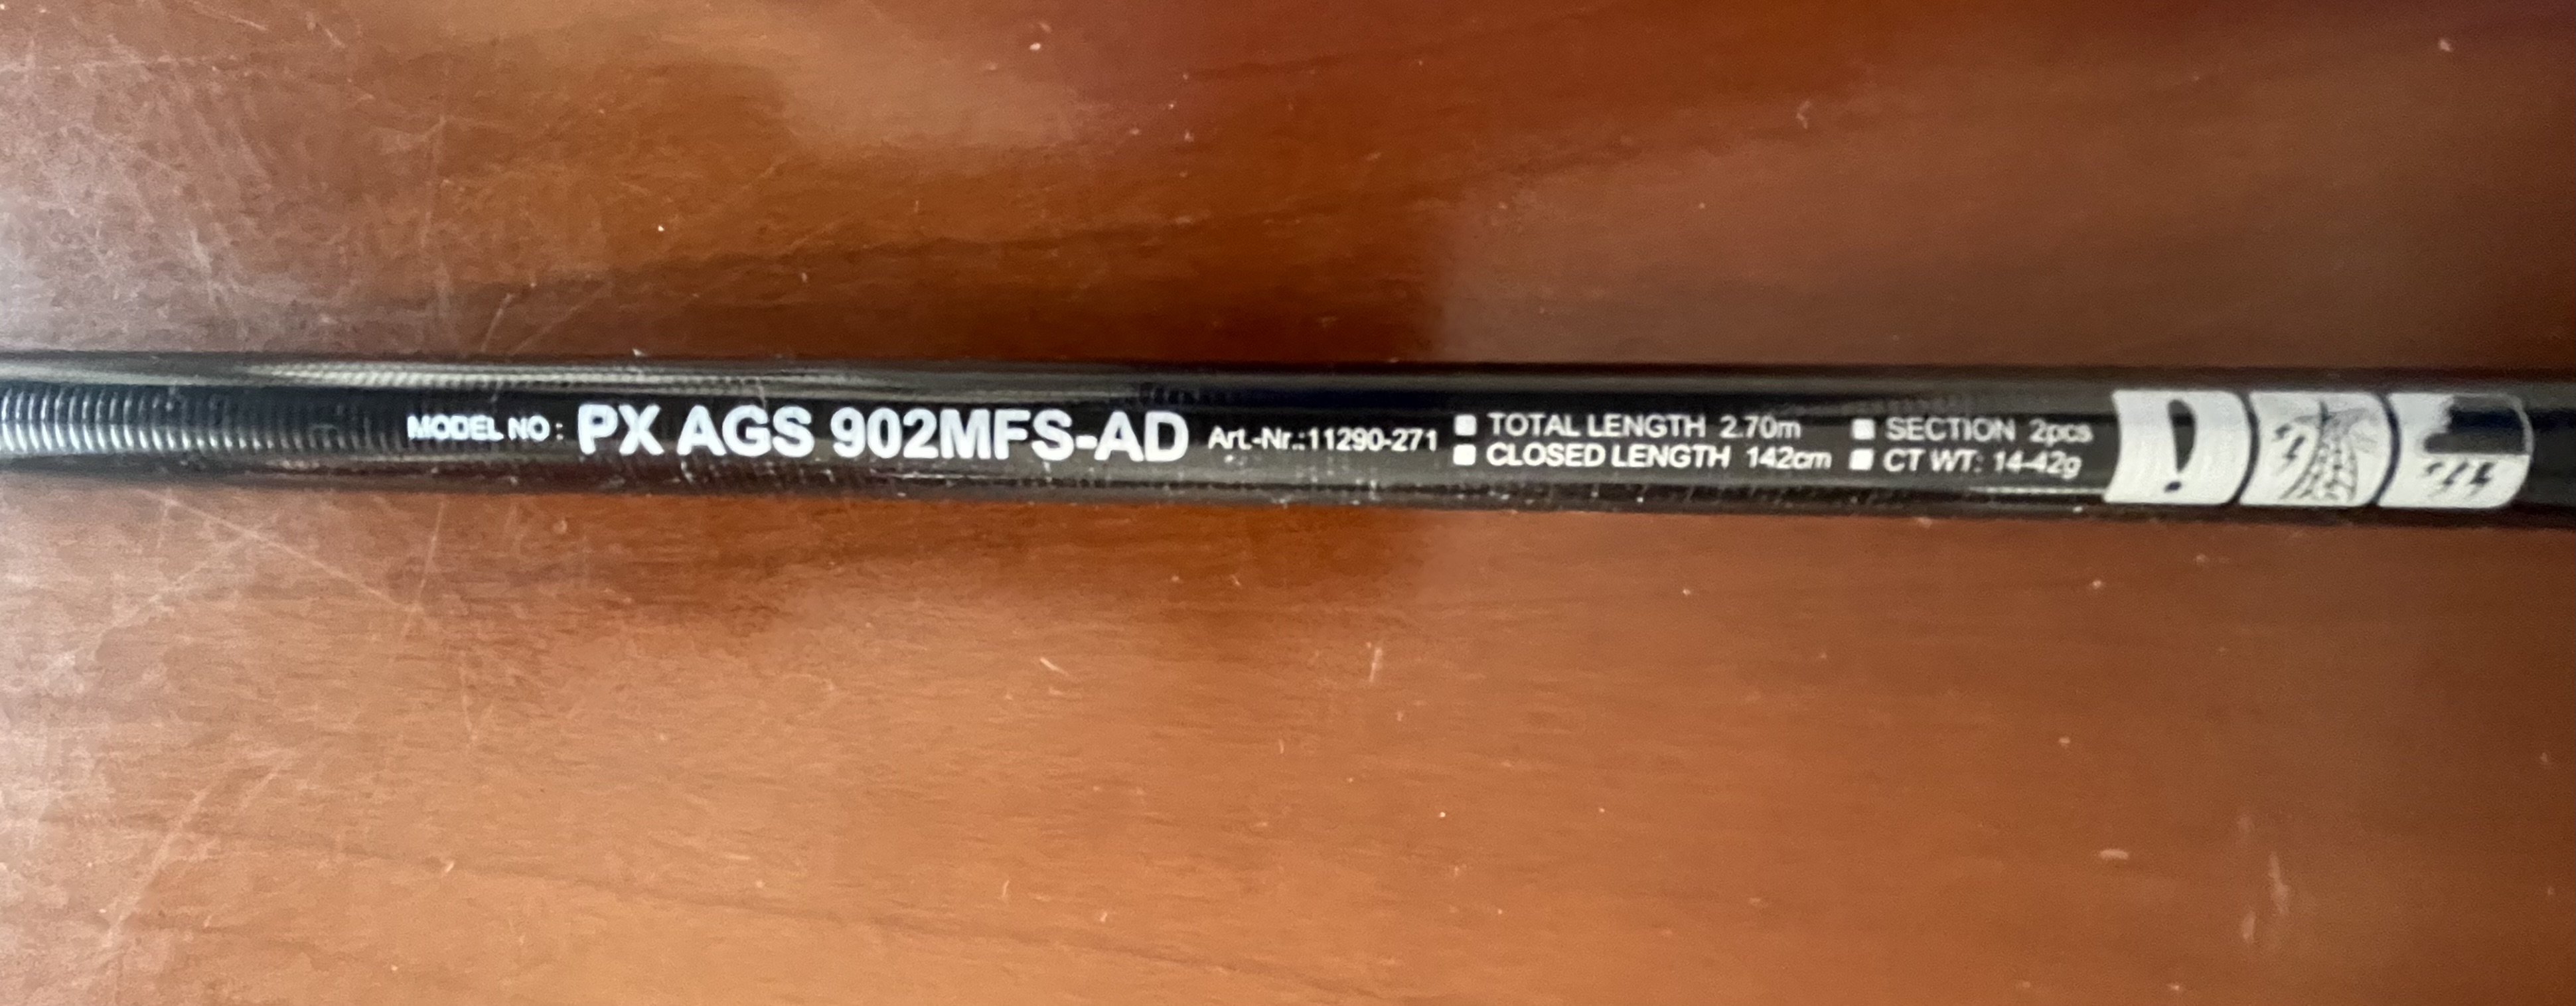 MODEL NO : PX AGS 902MFS-AD Art.-Nr.:11290-271
TOTAL LENGTH 2.70m
CLOSED LENGTH 142cm
SECTION 2pcs
CT WT: 14-42g